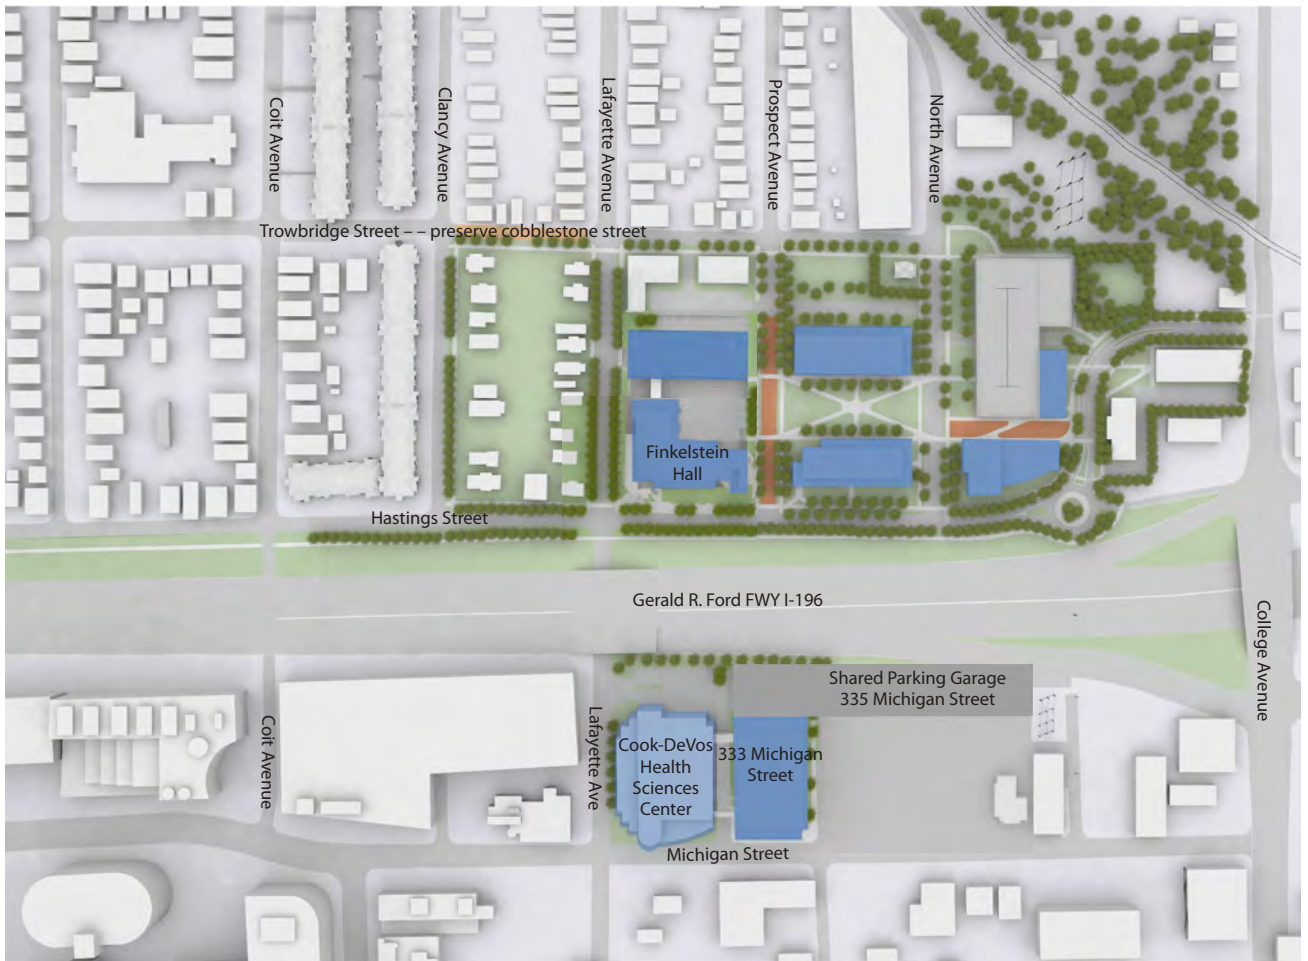 Coit Avenue
Clancy Avenue
Lafayette Avenue
Prospect Avenue
North Avenue
Trowbridge Street – – preserve cobblestone street
Finkelstein
Hall
Hastings Street
Gerald R. Ford FWY I-196
College Avenue
Shared Parking Garage
335 Michigan Street
Coit Avenue
Lafayette Ave
Cook-DeVos
Health
Sciences
Center
333 Michigan
Street
Michigan Street